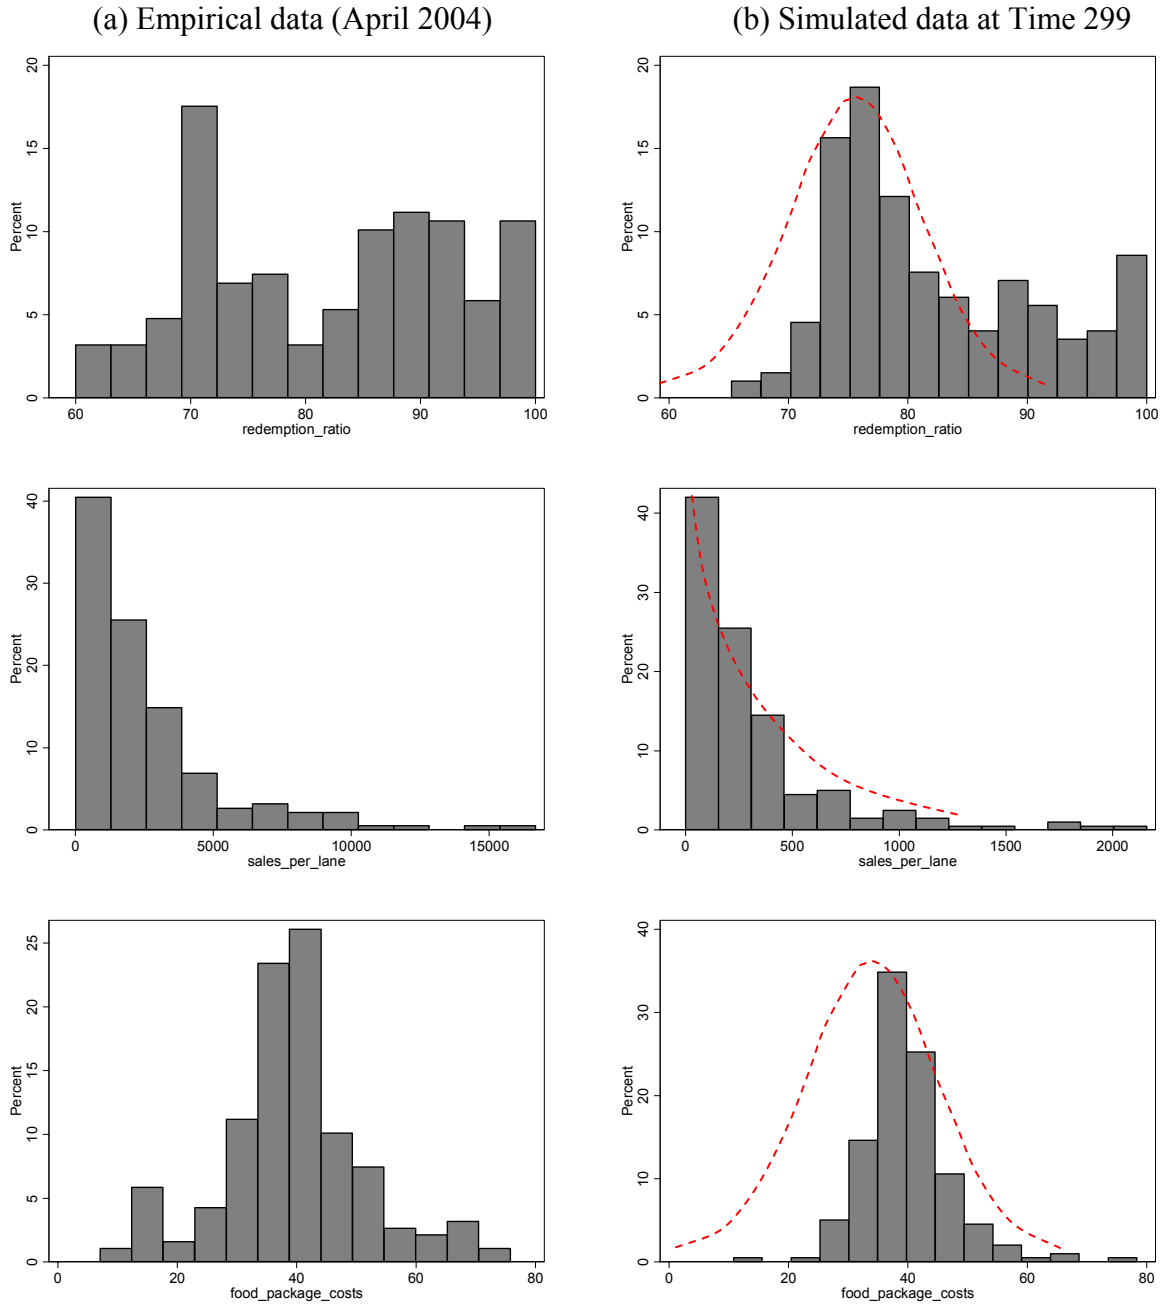 (a) Empirical data (April 2004)
(b) Simulated data at Time 299
20
15
10
5
0
Percent
60 70 80 90 100
redemption_ratio
20
15
10
5
0
Percent
60 70 80 90 100
redemption_ratio
40
30
20
10
0
Percent
0 5000 10000 15000
sales_per_lane
40
30
20
10
0
Percent
0 500 1000 1500 2000
sales_per_lane
25
20
15
10
5
0
Percent
0 20 40 60 80
food_package_costs
40
30
20
10
0
Percent
0 20 40 60 80
food_package_costs